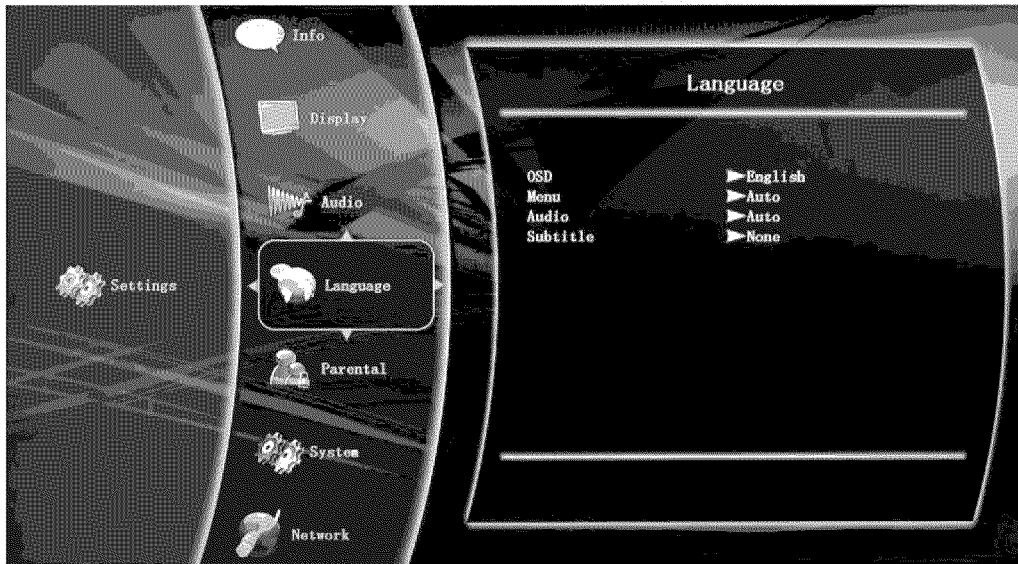 Settings
Info
Display
Audio
Language
Parental
System
Network
Language
OSD ►English
Menu ►Auto
Audio ►Auto
Subtitle ►None